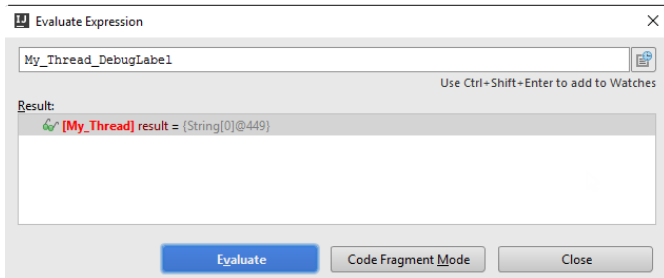 Evaluate Expression
My_Thread_DebugLabel
Use Ctrl+Shift+Enter to add to Watches
Result:
[My_Thread] result = {String[0]@449}
Evaluate Code Fragment Mode Close